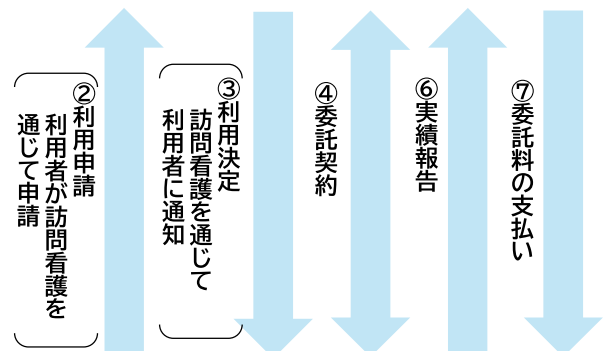 ②利用申請
利用者が訪問看護を
通じて申請
③利用決定
訪問看護を通じて
利用者に通知
④委託契約
⑥実績報告
⑦委託料の支払い